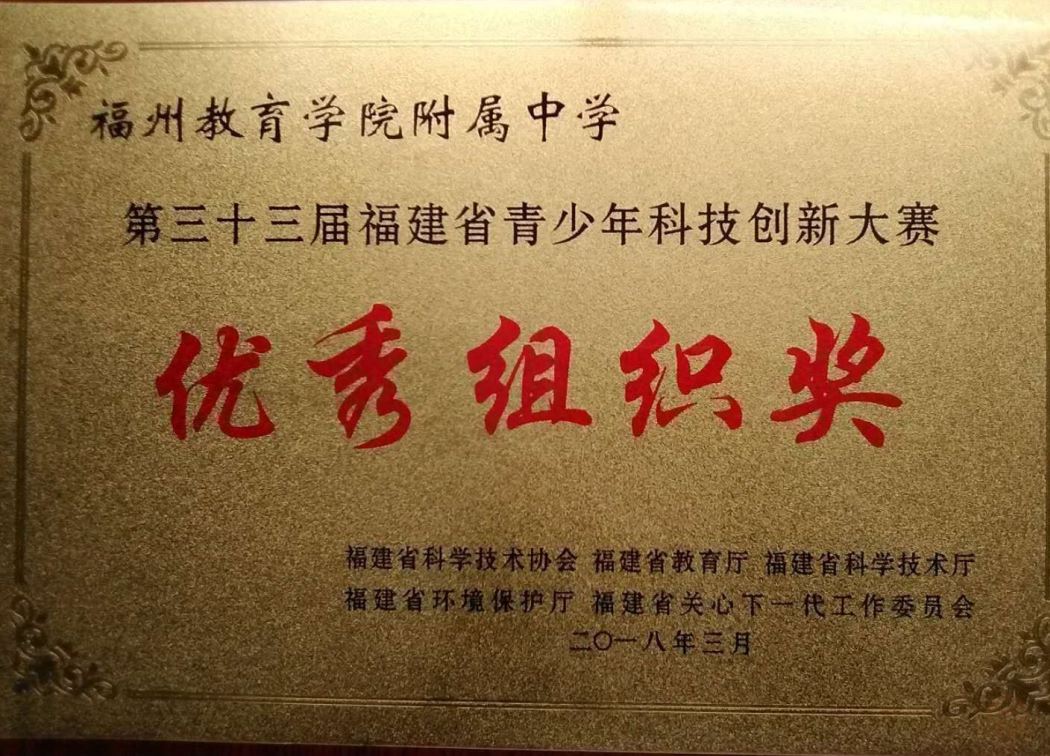 福州教育学院附属中学
第三十三届福建省青少年科技创新大赛
优秀组织奖
福建省科学技术协会 福建省教育厅 福建省科学技术厅
福建省环境保护厅 福建省关心下一代工作委员会
二〇一八年三月